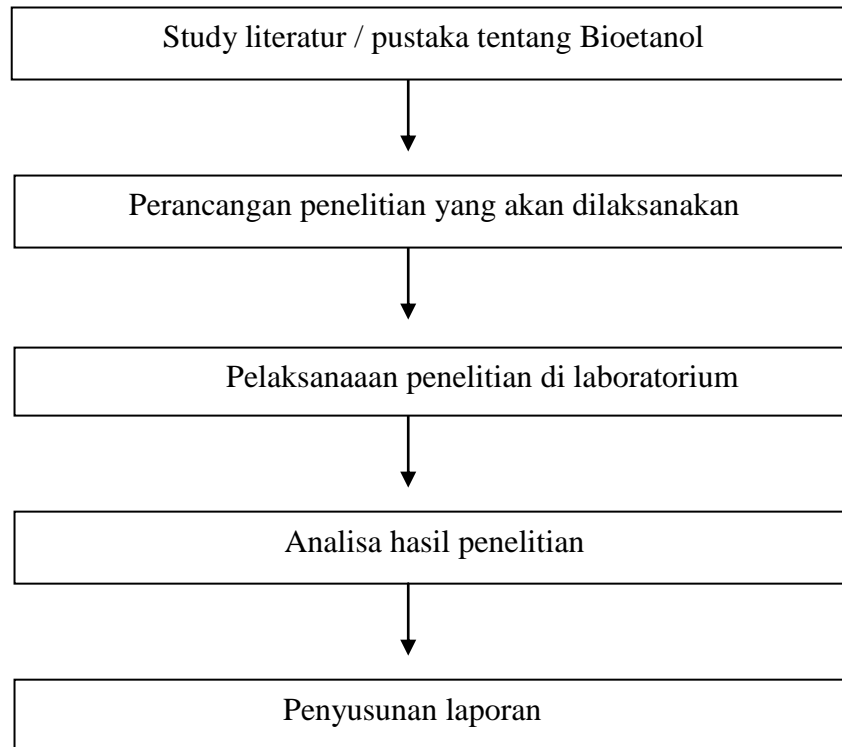 Study literatur / pustaka tentang Bioetanol
Perancangan penelitian yang akan dilaksanakan
Pelaksanaaan penelitian di laboratorium
Analisa hasil penelitian
Penyusunan laporan